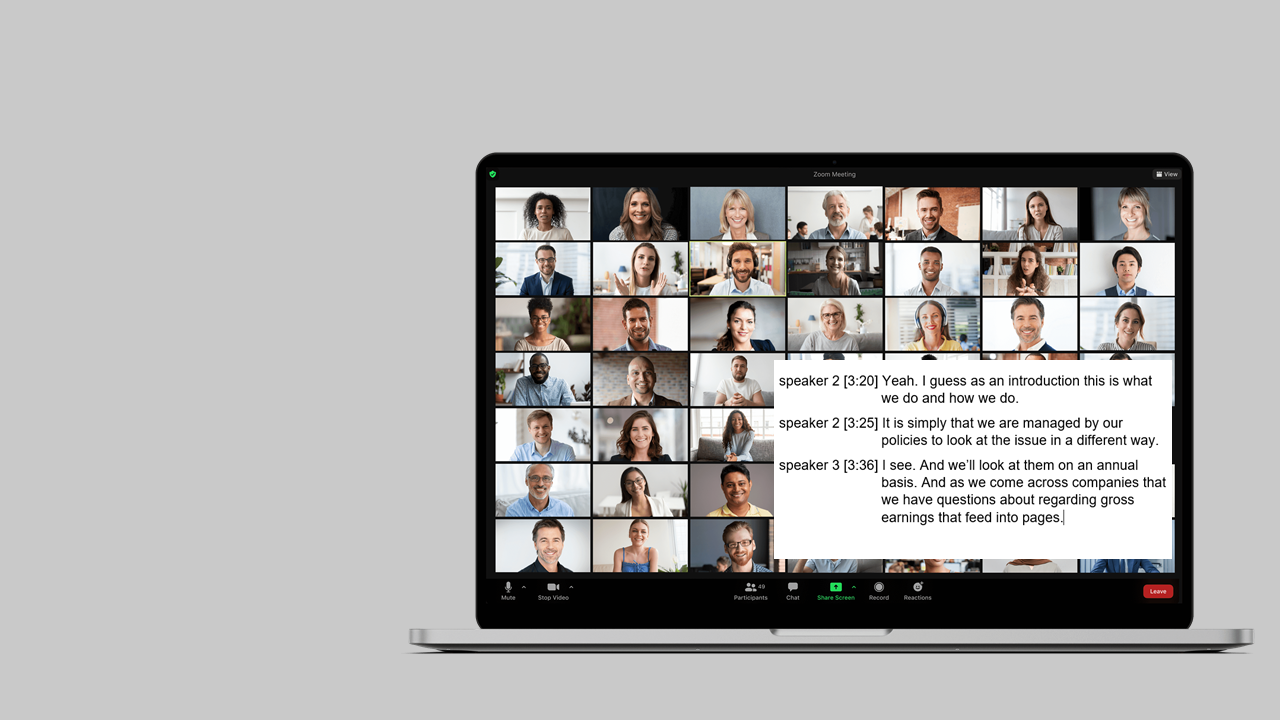 Zoom Meeting
View
speaker 2 [3:20] Yeah. I guess as an introduction this is what
we do and how we do.
speaker 2 [3:25] It is simply that we are managed by our
policies to look at the issue in a different way.
speaker 3 [3:36] I see. And we'll look at them on an annual
basis. And as we come across companies that
we have questions about regarding gross
earnings that feed into pages.
Mute
Stop Video
Participants
49
Chat
Share Screen
Record
Reactions
Leave